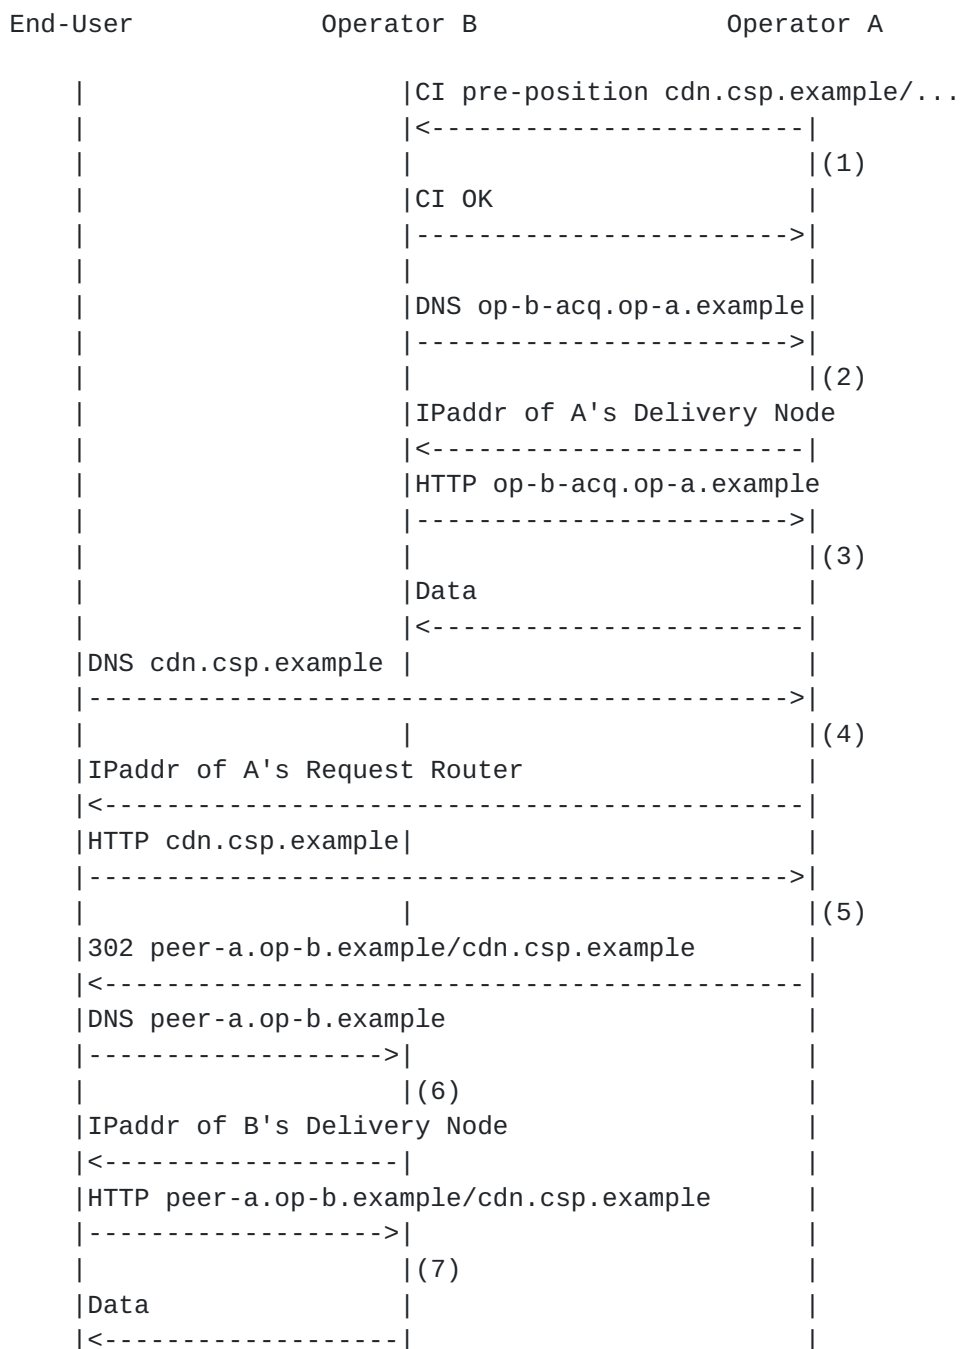 End-User Operator B Operator A
CI pre-position cdn.csp.example/...
(1)
CI OK
DNS op-b-acq.op-a.example
(2)
IPaddr of A's Delivery Node
HTTP op-b-acq.op-a.example
(3)
Data
DNS cdn.csp.example
(4)
IPaddr of A's Request Router
HTTP cdn.csp.example
(5)
302 peer-a.op-b.example/cdn.csp.example
DNS peer-a.op-b.example
(6)
IPaddr of B's Delivery Node
HTTP peer-a.op-b.example/cdn.csp.example
(7)
Data